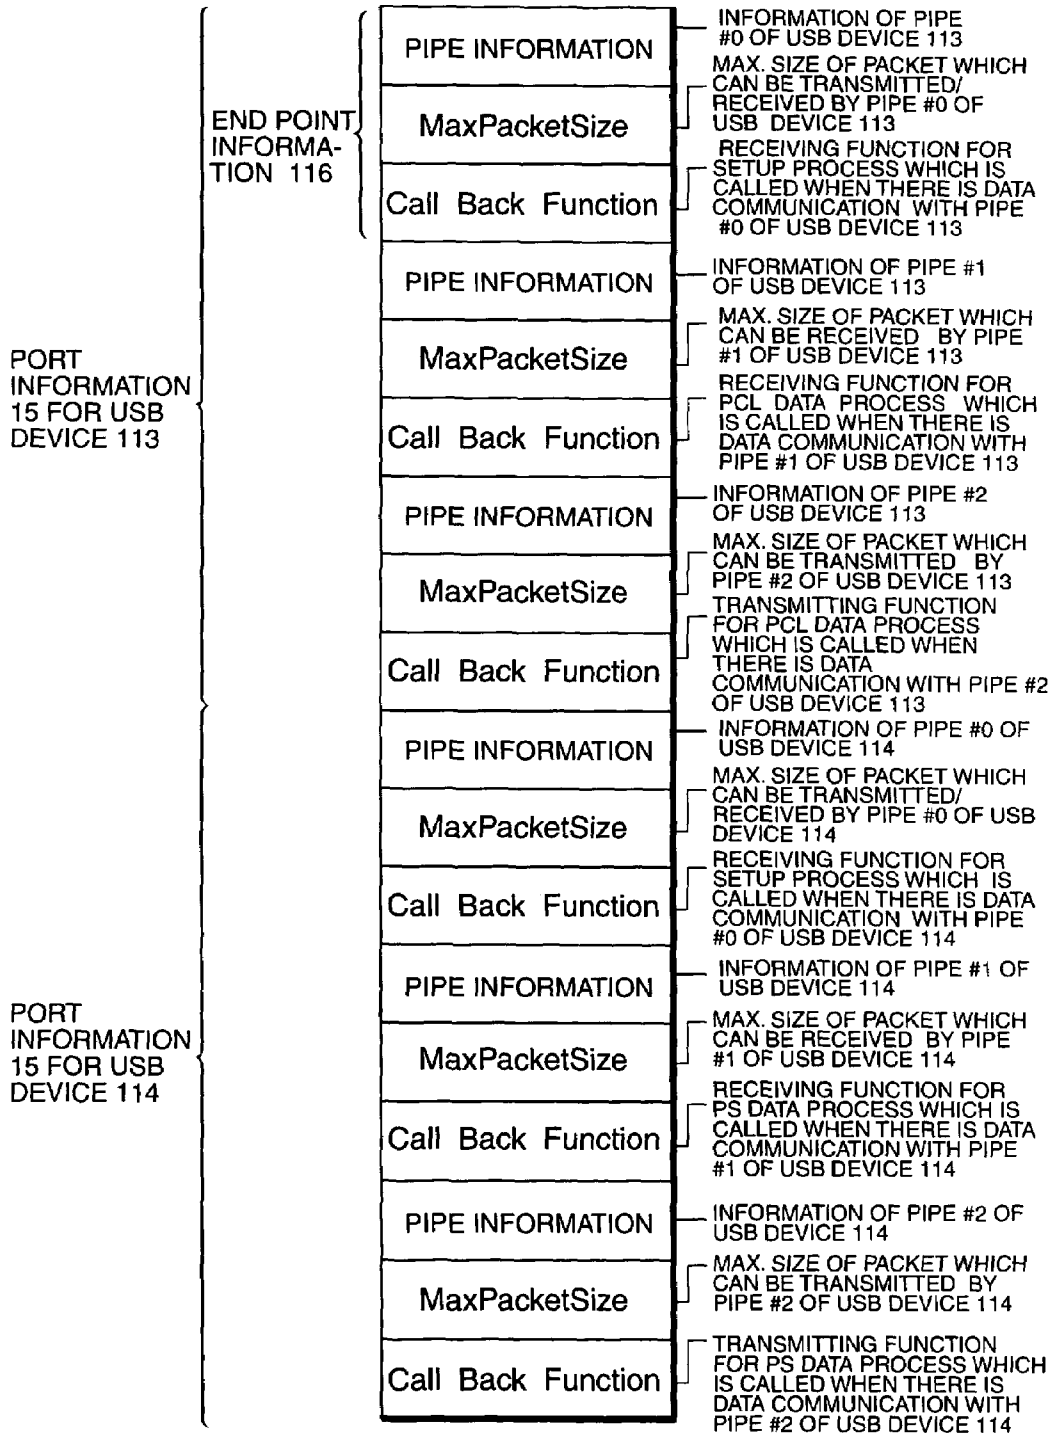 PIPE INFORMATION
INFORMATION OF PIPE
#0 OF USB DEVICE 113
END POINT
INFORMA-
TION 116
MaxPacketSize
MAX. SIZE OF PACKET WHICH
CAN BE TRANSMITTED/
RECEIVED BY PIPE #0 OF
USB DEVICE 113
Call Back Function
RECEIVING FUNCTION FOR
SETUP PROCESS WHICH IS
CALLED WHEN THERE IS DATA
COMMUNICATION WITH PIPE
#0 OF USB DEVICE 113
PIPE INFORMATION
INFORMATION OF PIPE #1
OF USB DEVICE 113
PORT
INFORMATION
15 FOR USB
DEVICE 113
MaxPacketSize
MAX. SIZE OF PACKET WHICH
CAN BE RECEIVED BY PIPE
#1 OF USB DEVICE 113
Call Back Function
RECEIVING FUNCTION FOR
PCL DATA PROCESS WHICH
IS CALLED WHEN THERE IS
DATA COMMUNICATION WITH
PIPE #1 OF USB DEVICE 113
PIPE INFORMATION
INFORMATION OF PIPE #2
OF USB DEVICE 113
MaxPacketSize
MAX. SIZE OF PACKET WHICH
CAN BE TRANSMITTED BY
PIPE #2 OF USB DEVICE 113
Call Back Function
TRANSMITTING FUNCTION
FOR PCL DATA PROCESS
WHICH IS CALLED WHEN
THERE IS DATA
COMMUNICATION WITH PIPE #2
OF USB DEVICE 113
PIPE INFORMATION
INFORMATION OF PIPE #0 OF
USB DEVICE 114
MaxPacketSize
MAX. SIZE OF PACKET WHICH
CAN BE TRANSMITTED/
RECEIVED BY PIPE #0 OF USB
DEVICE 114
Call Back Function
RECEIVING FUNCTION FOR
SETUP PROCESS WHICH IS
CALLED WHEN THERE IS DATA
COMMUNICATION WITH PIPE
#0 OF USB DEVICE 114
PIPE INFORMATION
INFORMATION OF PIPE #1 OF
USB DEVICE 114
PORT
INFORMATION
15 FOR USB
DEVICE 114
MaxPacketSize
MAX. SIZE OF PACKET WHICH
CAN BE RECEIVED BY PIPE
#1 OF USB DEVICE 114
Call Back Function
RECEIVING FUNCTION FOR
PS DATA PROCESS WHICH IS
CALLED WHEN THERE IS DATA
COMMUNICATION WITH PIPE
#1 OF USB DEVICE 114
PIPE INFORMATION
INFORMATION OF PIPE #2 OF
USB DEVICE 114
MaxPacketSize
MAX. SIZE OF PACKET WHICH
CAN BE TRANSMITTED BY
PIPE #2 OF USB DEVICE 114
Call Back Function
TRANSMITTING FUNCTION
FOR PS DATA PROCESS WHICH
IS CALLED WHEN THERE IS
DATA COMMUNICATION WITH
PIPE #2 OF USB DEVICE 114